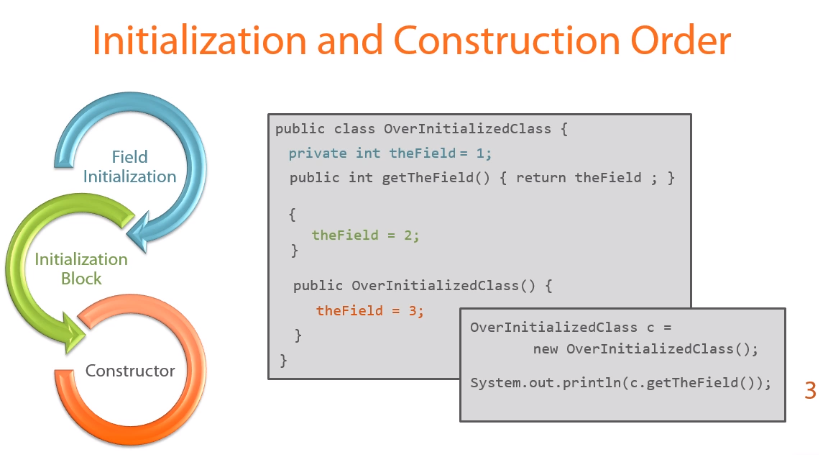 Initialization and Construction Order
Field
Initialization
Initialization
Block
Constructor
public class OverInitializedClass {
private int theField = 1;
public int getTheField() { return theField ; }
{
theField = 2;
}
public OverInitializedClass() {
theField = 3;
}
}
OverInitializedClass c =
new OverInitializedClass();
System.out.println(c.getTheField());
3